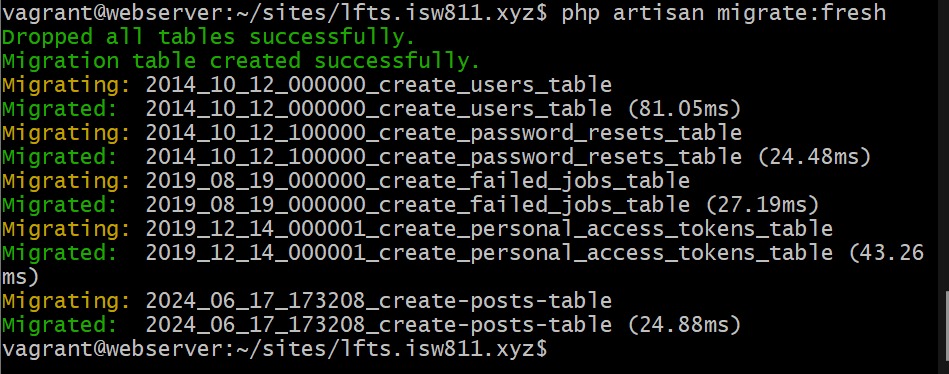 vagrant@webserver:~/sites/lfts.isw811.xyz$ php artisan migrate:fresh
Dropped all tables successfully.
Migration table created successfully.
Migrating: 2014_10_12_000000_create_users_table
Migrated:  2014_10_12_000000_create_users_table (81.05ms)
Migrating: 2014_10_12_100000_create_password_resets_table
Migrated:  2014_10_12_100000_create_password_resets_table (24.48ms)
Migrating: 2019_08_19_000000_create_failed_jobs_table
Migrated:  2019_08_19_000000_create_failed_jobs_table (27.19ms)
Migrating: 2019_12_14_000001_create_personal_access_tokens_table
Migrated:  2019_12_14_000001_create_personal_access_tokens_table (43.26
ms)
Migrating: 2024_06_17_173208_create-posts-table
Migrated:  2024_06_17_173208_create-posts-table (24.88ms)
vagrant@webserver:~/sites/lfts.isw811.xyz$